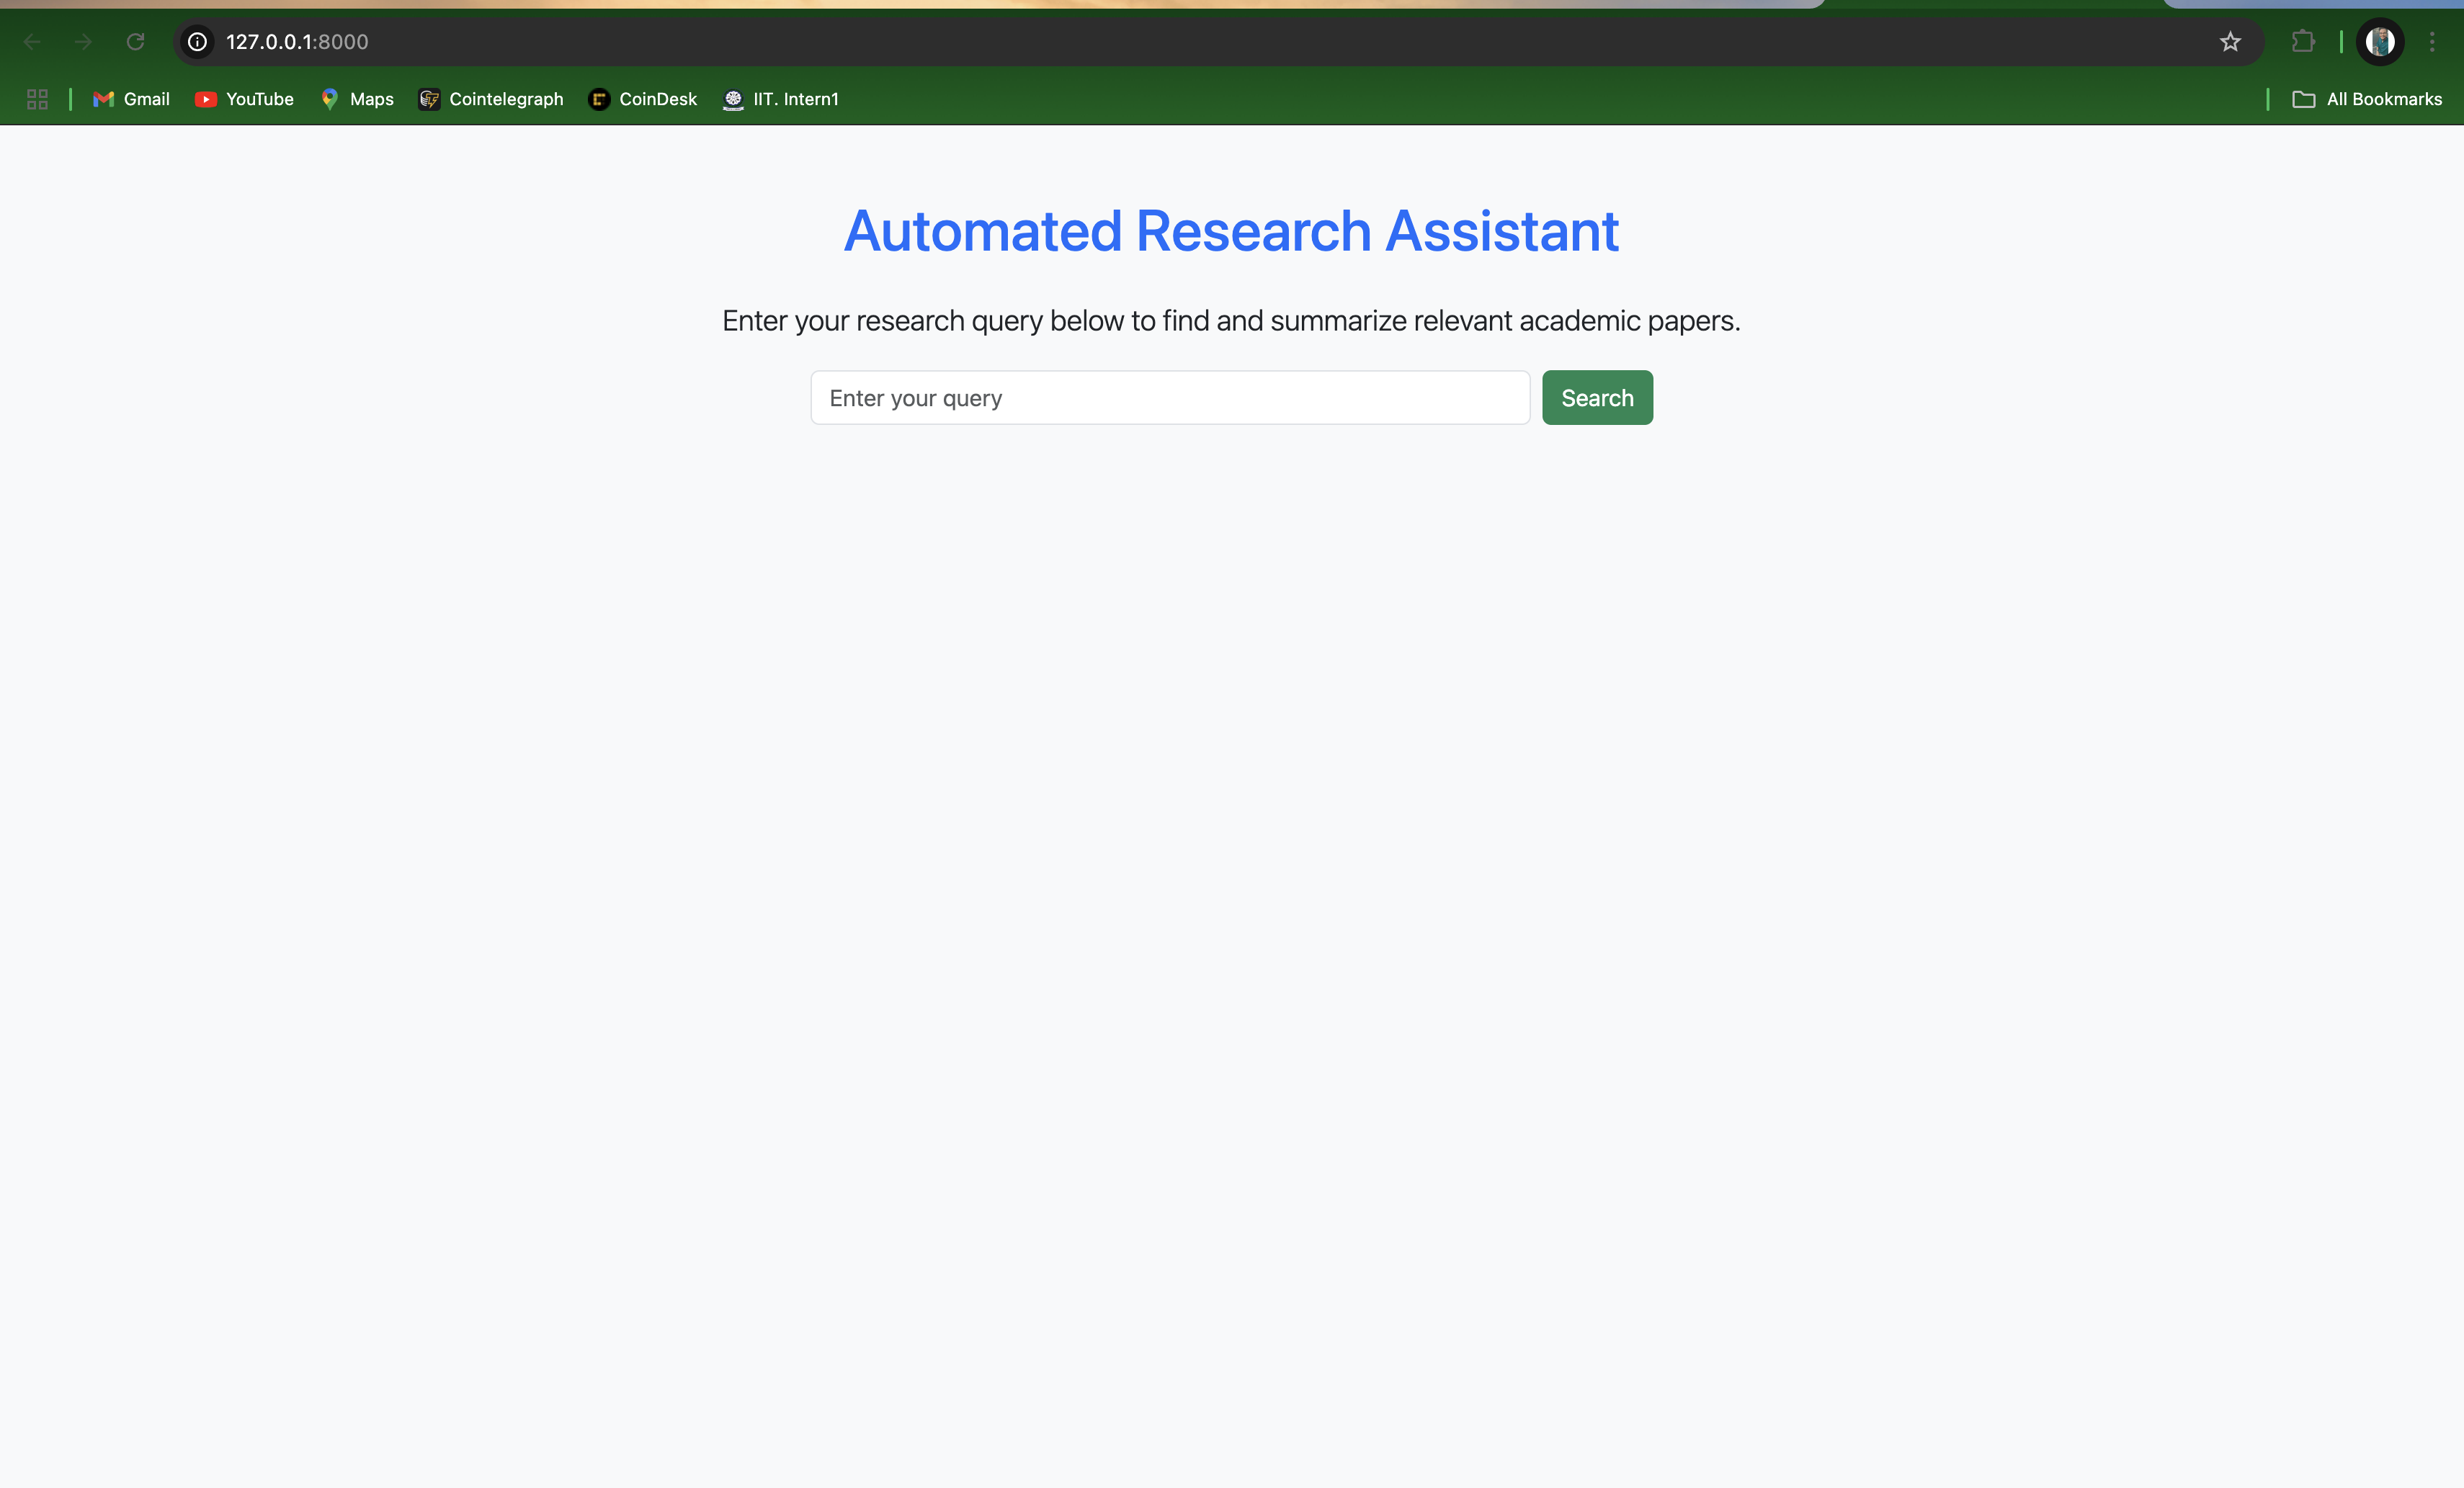 127.0.0.1:8000
Gmail YouTube Maps Cointelegraph CoinDesk IIT. Intern1 All Bookmarks
Automated Research Assistant
Enter your research query below to find and summarize relevant academic papers.
Enter your query Search